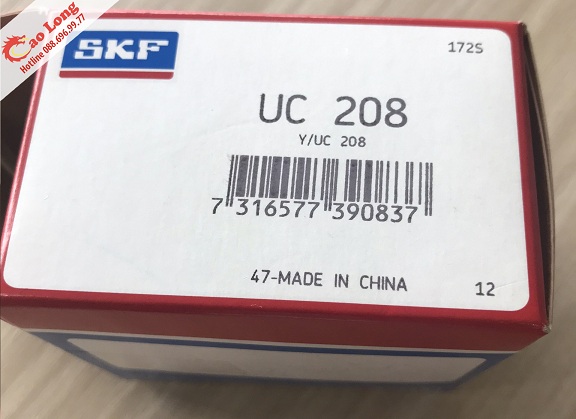 Cao Long
Hotline 088.696.99.77
SKF
172S
UC 208
Y/UC 208
7 316577 390837
47-MADE IN CHINA
12